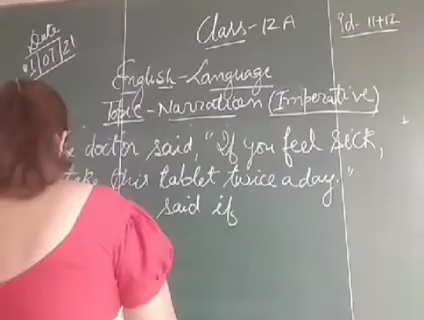 Class-12A
Pd- 11+12
Date
01/07/21
English-Language
Topic-Narration (Imperative)
doctor said, "If you feel sick,
take this tablet twice a day."
said if